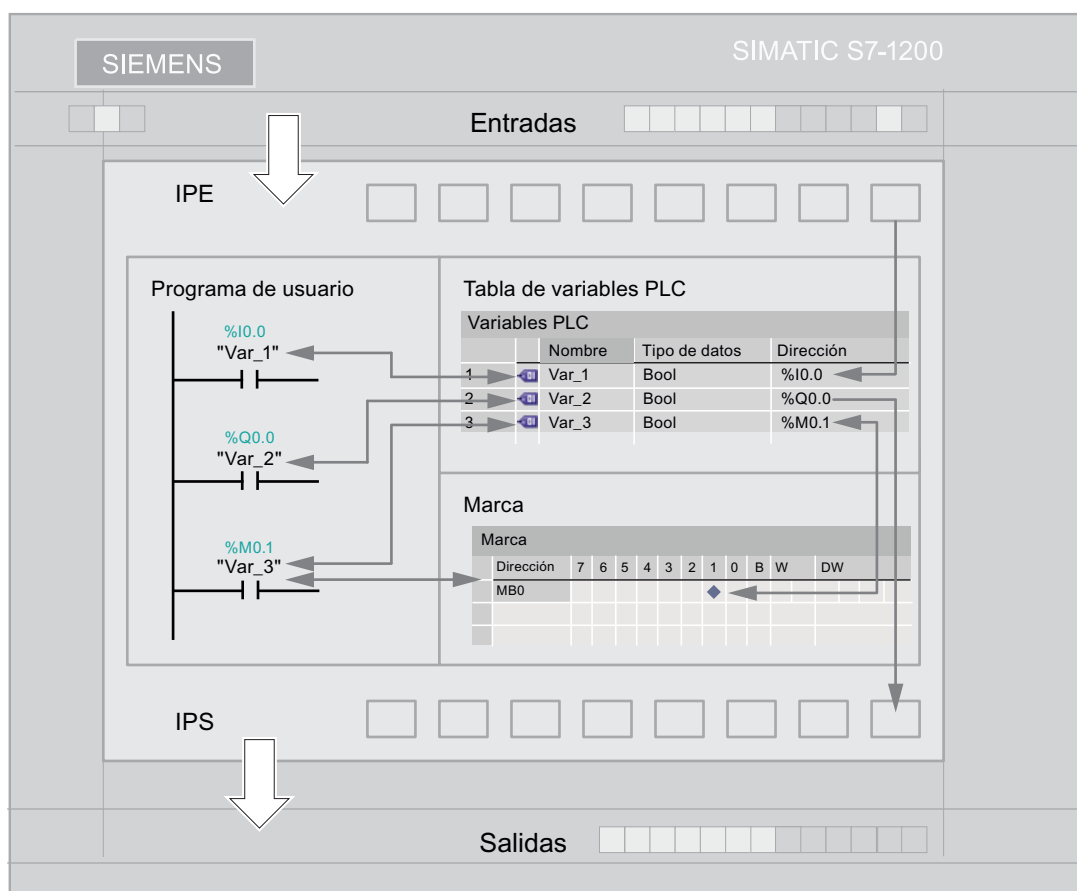 SIEMENS
SIMATIC S7-1200
Entradas
IPE
Programa de usuario
%I0.0
"Var_1"
%Q0.0
"Var_2"
%M0.1
"Var_3"
Tabla de variables PLC
Variables PLC
Nombre Tipo de datos Dirección
1 Var_1 Bool %I0.0
2 Var_2 Bool %Q0.0
3 Var_3 Bool %M0.1
Marca
Marca
Dirección 7 6 5 4 3 2 1 0 B W DW
MB0
IPS
Salidas